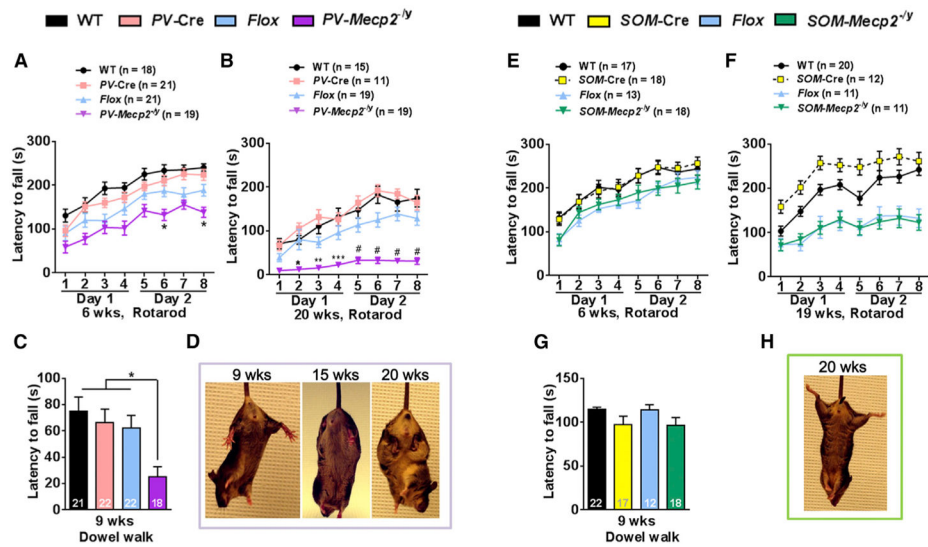 WT PV-Cre Flox PV-Mecp2-/y
WT SOM-Cre Flox SOM-Mecp2-/y
A
WT (n = 18)
PV-Cre (n = 21)
Flox (n = 21)
PV-Mecp2-/y (n = 19)
Latency to fall (s)
300
200
100
0
* *
1 2 3 4 5 6 7 8
Day 1 Day 2
6 wks, Rotarod
B
WT (n = 15)
PV-Cre (n = 11)
Flox (n = 19)
PV-Mecp2-/y (n = 19)
300
200
100
0
* ** *** # # # #
1 2 3 4 5 6 7 8
Day 1 Day 2
20 wks, Rotarod
E
WT (n = 17)
SOM-Cre (n = 18)
Flox (n = 13)
SOM-Mecp2-/y (n = 18)
Latency to fall (s)
300
200
100
0
1 2 3 4 5 6 7 8
Day 1 Day 2
6 wks, Rotarod
F
WT (n = 20)
SOM-Cre (n = 12)
Flox (n = 11)
SOM-Mecp2-/y (n = 11)
300
200
100
0
1 2 3 4 5 6 7 8
Day 1 Day 2
19 wks, Rotarod
C
Latency to fall (s)
100
80
60
40
20
0
*
21 22 22 18
9 wks
Dowel walk
D
9 wks 15 wks 20 wks
G
Latency to fall (s)
150
100
50
0
22 17 12 18
9 wks
Dowel walk
H
20 wks